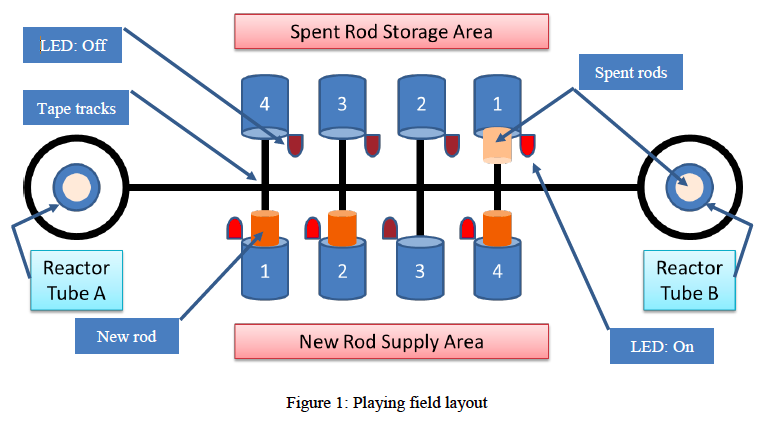 Spent Rod Storage Area
LED: Off
Spent rods
Tape tracks
4
3
2
1
Reactor
Tube A
1
2
3
4
Reactor
Tube B
New rod
New Rod Supply Area
LED: On
Figure 1: Playing field layout